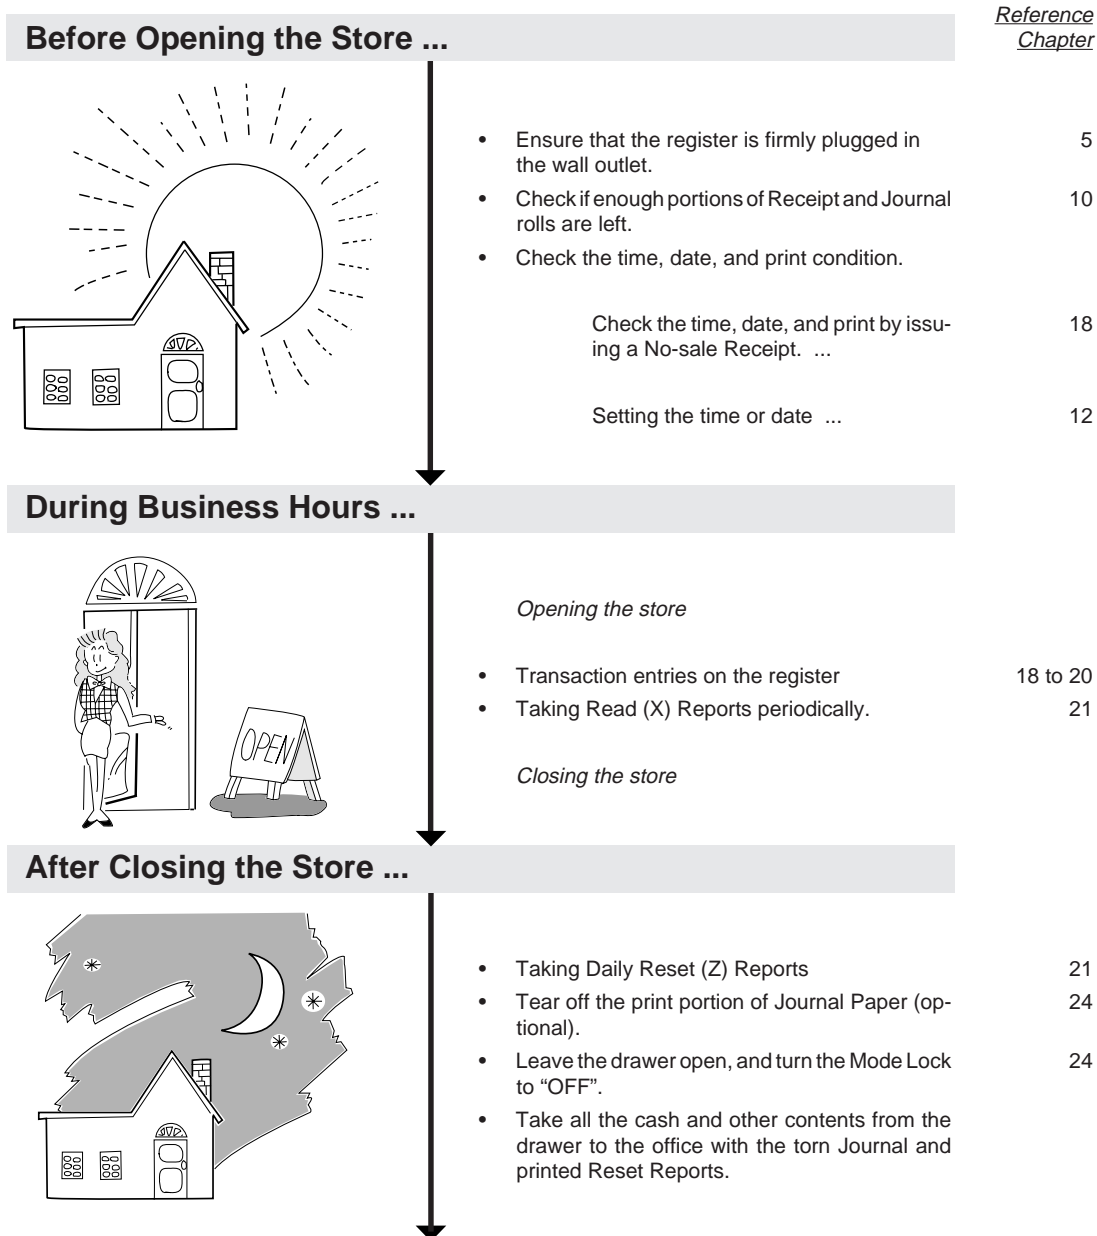 Reference
Chapter
Before Opening the Store ...
• Ensure that the register is firmly plugged in 5
the wall outlet.
• Check if enough portions of Receipt and Journal 10
rolls are left.
• Check the time, date, and print condition.
Check the time, date, and print by issu- 18
ing a No-sale Receipt. ...
Setting the time or date ... 12
During Business Hours ...
Opening the store
• Transaction entries on the register 18 to 20
• Taking Read (X) Reports periodically. 21
OPEN
Closing the store
After Closing the Store ...
• Taking Daily Reset (Z) Reports 21
• Tear off the print portion of Journal Paper (op- 24
tional).
• Leave the drawer open, and turn the Mode Lock 24
to “OFF”.
• Take all the cash and other contents from the
drawer to the office with the torn Journal and
printed Reset Reports.